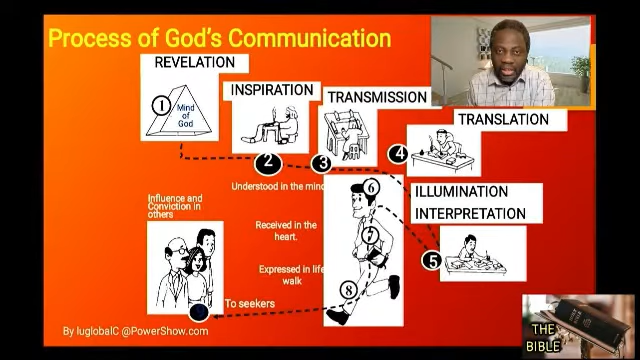 Process of God's Communication
REVELATION
1
Mind
of
God
INSPIRATION
2
TRANSMISSION
3
TRANSLATION
4
ILLUMINATION
INTERPRETATION
5
Understood in the mind
6
Received in the
heart.
7
Expressed in life
walk
8
Influence and
Conviction in
others
To seekers
By luglobalC @PowerShow.com
THE
BIBLE